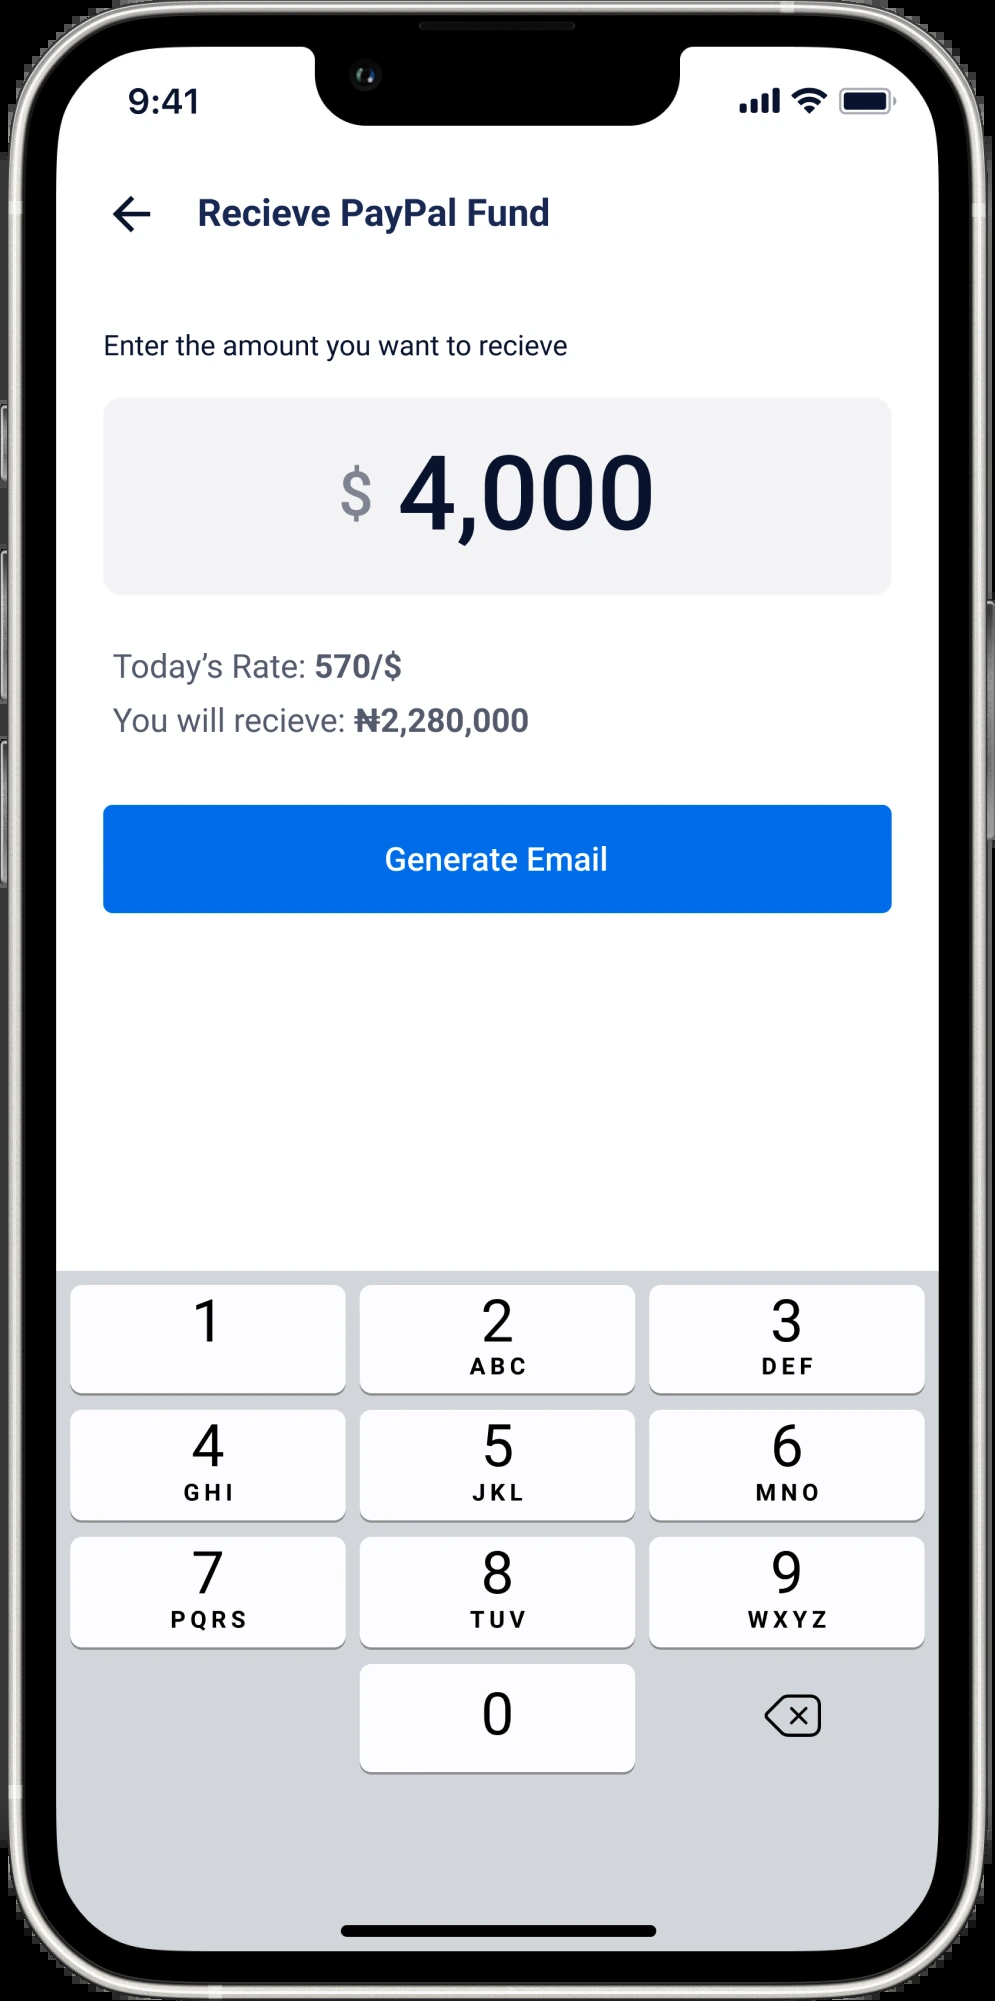 9:41
Recieve PayPal Fund
Enter the amount you want to recieve
$ 4,000
Today’s Rate: 570/$
You will recieve: ₦2,280,000
Generate Email
1 2 3
ABC DEF
4 5 6
GHI JKL MNO
7 8 9
PQRS TUV WXYZ
0